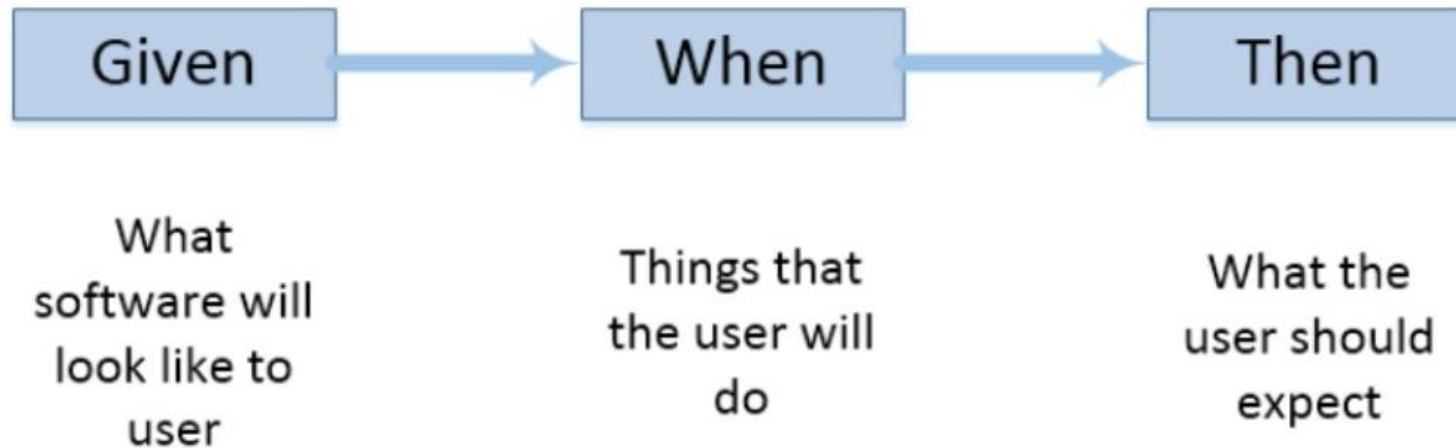 Given
When
Then
What
software will
look like to
user
Things that
the user will
do
What the
user should
expect